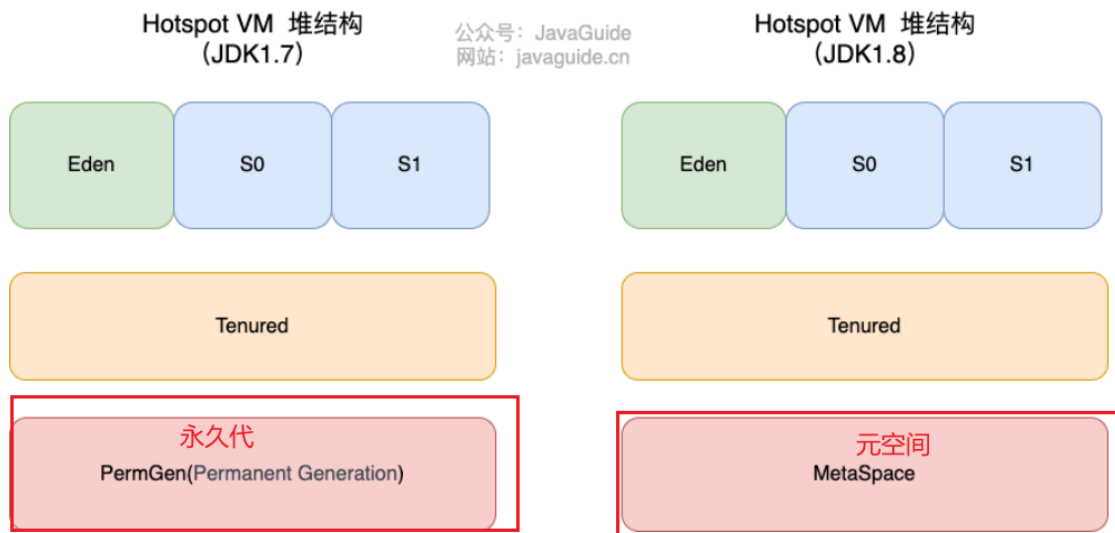 Hotspot VM 堆结构
（JDK1.7）
公众号：JavaGuide
网站：javaguide.cn
Hotspot VM 堆结构
（JDK1.8）
Eden
S0
S1
Eden
S0
S1
Tenured
Tenured
永久代
PermGen(Permanent Generation)
元空间
MetaSpace